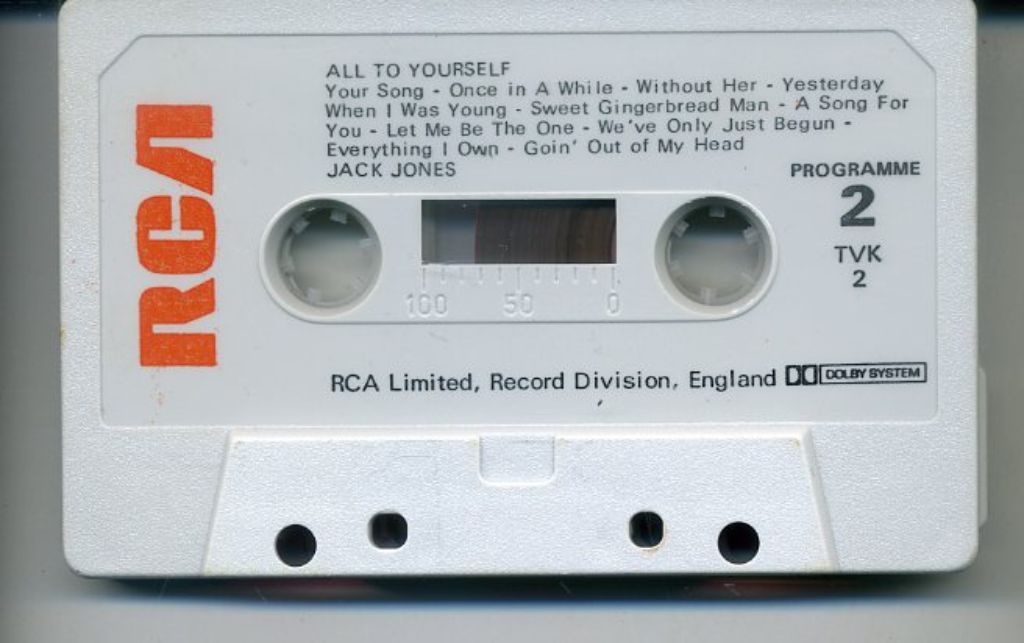 ALL TO YOURSELF
Your Song - Once in A While - Without Her - Yesterday
When I Was Young - Sweet Gingerbread Man - A Song For
You - Let Me Be The One - We've Only Just Begun -
Everything I Own - Goin' Out of My Head
JACK JONES
RCA
PROGRAMME
2
TVK
2
100 50 0
RCA Limited, Record Division, England DOLBY SYSTEM